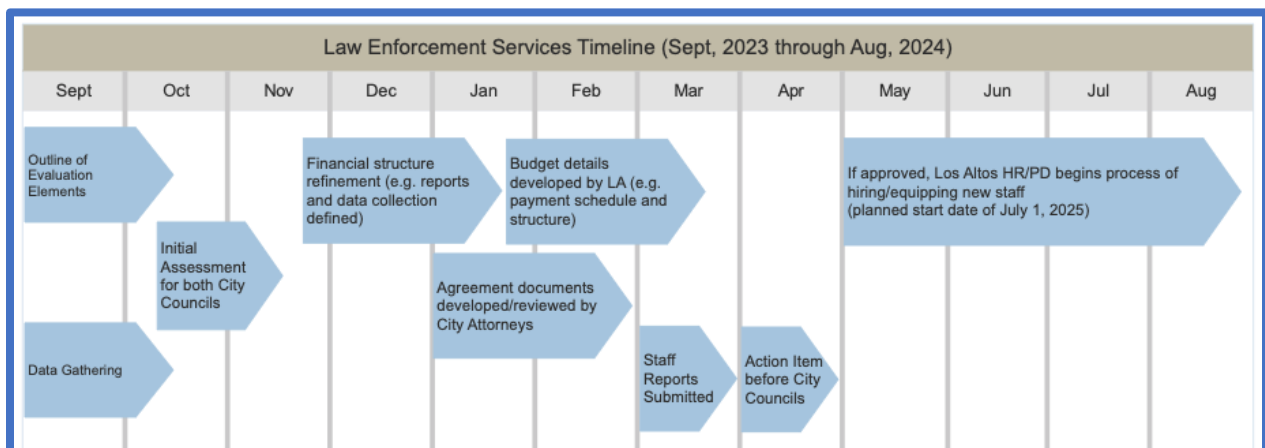 Law Enforcement Services Timeline (Sept, 2023 through Aug, 2024)
Sept Oct Nov Dec Jan Feb Mar Apr May Jun Jul Aug
Outline of
Evaluation
Elements
Financial structure
refinement (e.g. reports
and data collection
defined)
Budget details
developed by LA (e.g.
payment schedule and
structure)
If approved, Los Altos HR/PD begins process of
hiring/equipping new staff
(planned start date of July 1, 2025)
Initial
Assessment
for both City
Councils
Agreement documents
developed/reviewed by
City Attorneys
Data Gathering
Staff
Reports
Submitted
Action Item
before City
Councils